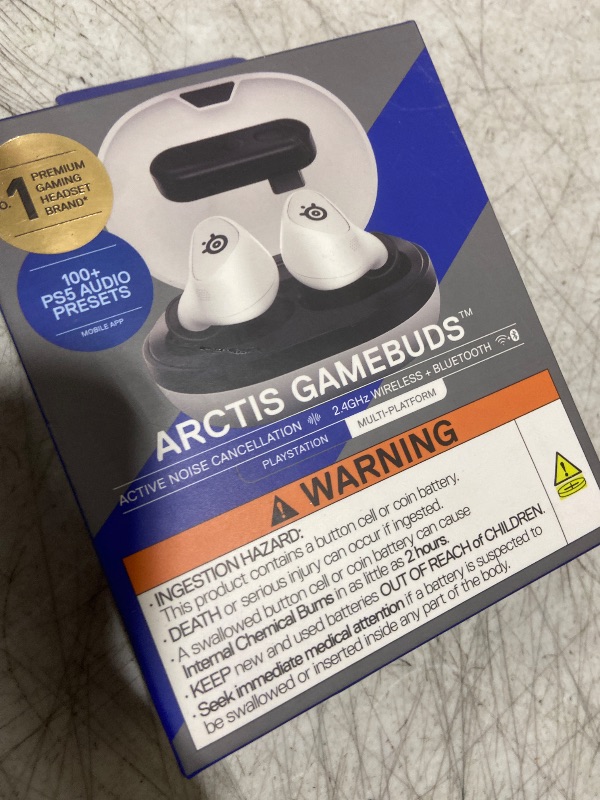 O. 1 PREMIUM
GAMING
HEADSET
BRAND*
100+
PS5 AUDIO
PRESETS
MOBILE APP
ARCTIS GAMEBUDS™
ACTIVE NOISE CANCELLATION 2.4GHz WIRELESS + BLUETOOTH
PLAYSTATION MULTI-PLATFORM
WARNING
· INGESTION HAZARD:
This product contains a button cell or coin battery.
· DEATH or serious injury can occur if ingested.
· A swallowed button cell or coin battery can cause
Internal Chemical Burns in as little as 2 hours.
· KEEP new and used batteries OUT OF REACH of CHILDREN.
· Seek immediate medical attention if a battery is suspected to
be swallowed or inserted inside any part of the body.